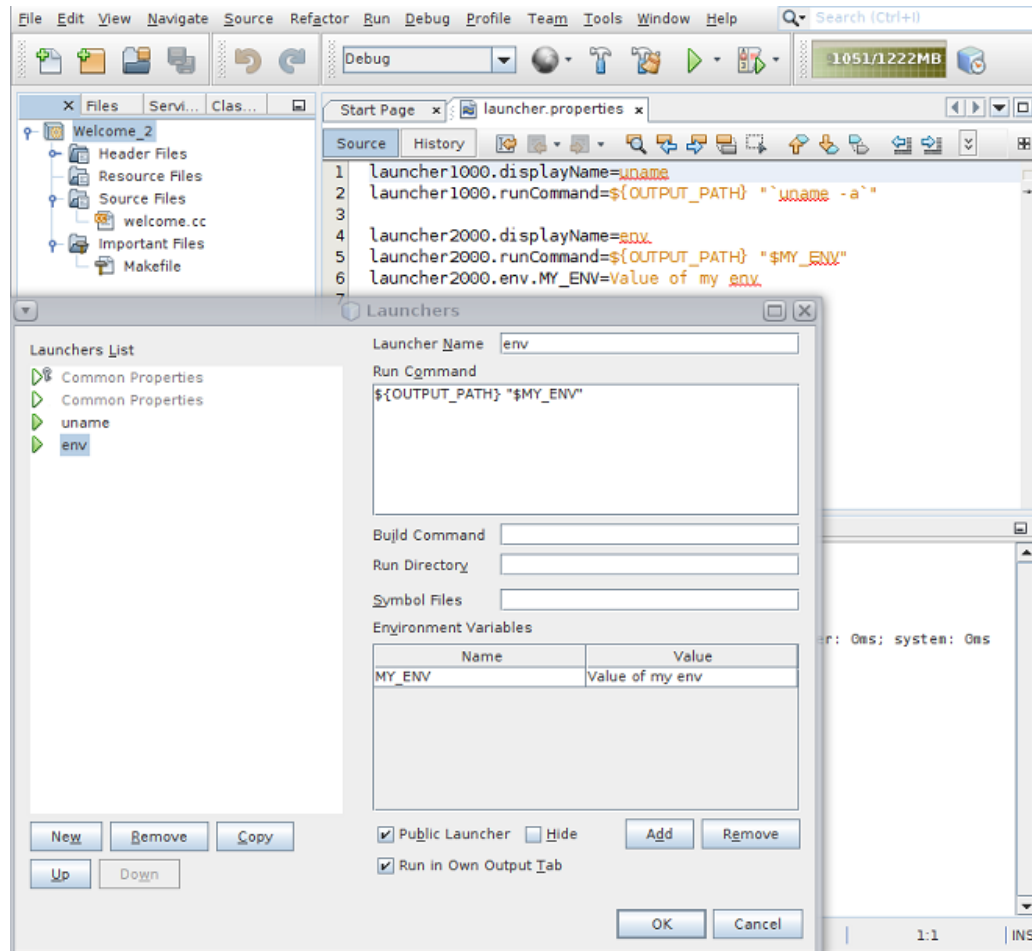 File Edit View Navigate Source Refactor Run Debug Profile Team Tools Window Help Search (Ctrl+I)
Debug 1051/1222MB
x Files Servi... Clas...
Start Page x launcher.properties x
Welcome_2
Header Files
Resource Files
Source Files
welcome.cc
Important Files
Makefile
Source History
1 launcher1000.displayName=uname
2 launcher1000.runCommand=${OUTPUT_PATH} "`uname -a`"
3
4 launcher2000.displayName=env
5 launcher2000.runCommand=${OUTPUT_PATH} "$MY_ENV"
6 launcher2000.env.MY_ENV=Value of my env
7
Launchers
Launchers List
Common Properties
Common Properties
uname
env
Launcher Name env
Run Command
${OUTPUT_PATH} "$MY_ENV"
Build Command
Run Directory
Symbol Files
Environment Variables
Name Value
MY_ENV Value of my env
New Remove Copy
Up Down
Public Launcher Hide Add Remove
Run in Own Output Tab
OK Cancel
0ms; system: 0ms
1:1 INS